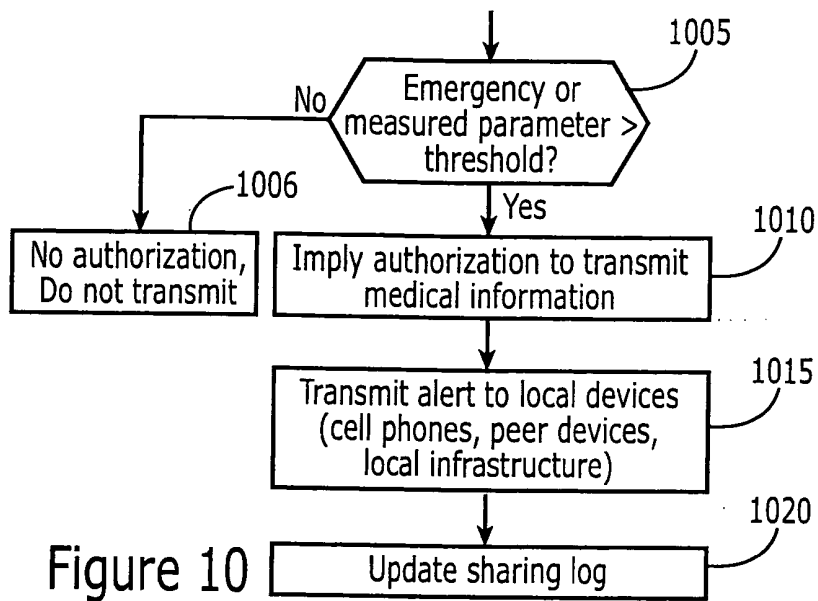 1005
Emergency or
measured parameter >
threshold?
No
Yes
1006
No authorization,
Do not transmit
1010
Imply authorization to transmit
medical information
1015
Transmit alert to local devices
(cell phones, peer devices,
local infrastructure)
1020
Update sharing log
Figure 10